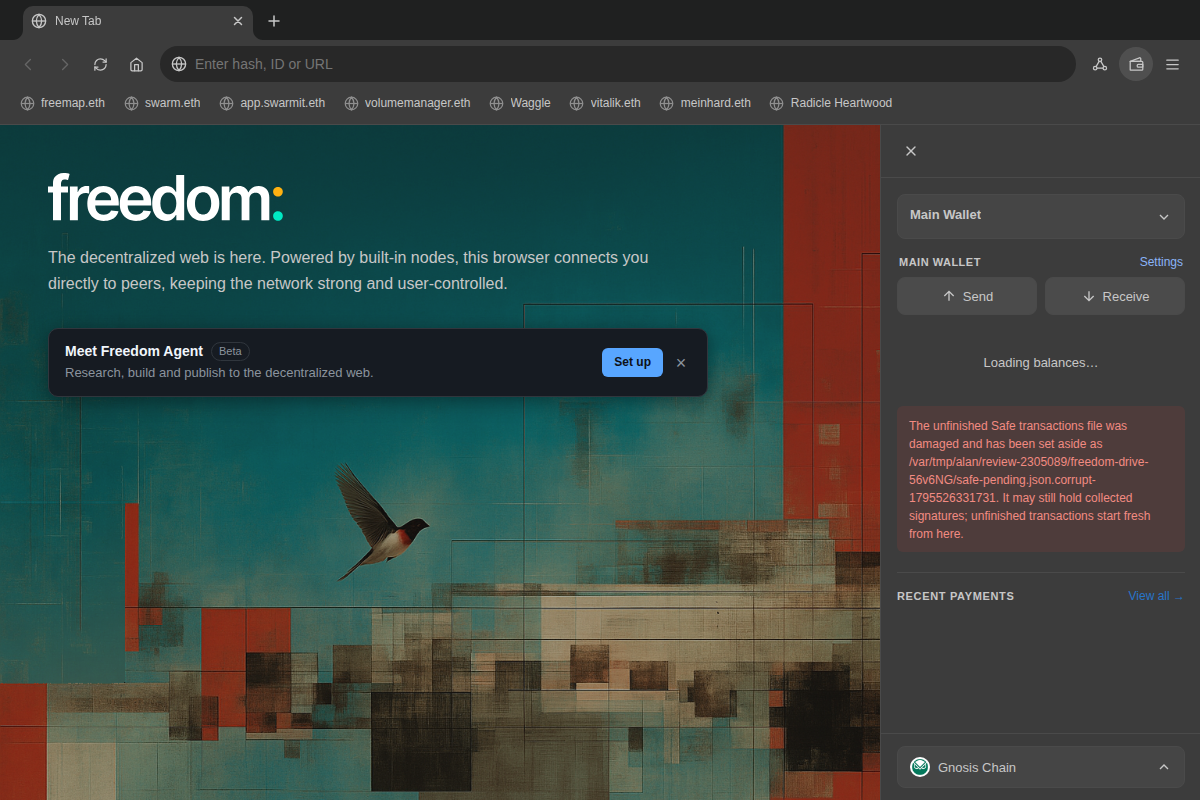 New Tab
Enter hash, ID or URL
freemap.eth
swarm.eth
app.swarmit.eth
volumemanager.eth
Waggle
vitalik.eth
meinhard.eth
Radicle Heartwood
freedom:
The decentralized web is here. Powered by built-in nodes, this browser connects you
directly to peers, keeping the network strong and user-controlled.
Meet Freedom Agent Beta
Research, build and publish to the decentralized web.
Set up
Main Wallet
MAIN WALLET
Settings
Send
Receive
Loading balances…
The unfinished Safe transactions file was
damaged and has been set aside as
/var/tmp/alan/review-2305089/freedom-drive-
56v6NG/safe-pending.json.corrupt-
1795526331731. It may still hold collected
signatures; unfinished transactions start fresh
from here.
RECENT PAYMENTS
View all →
Gnosis Chain